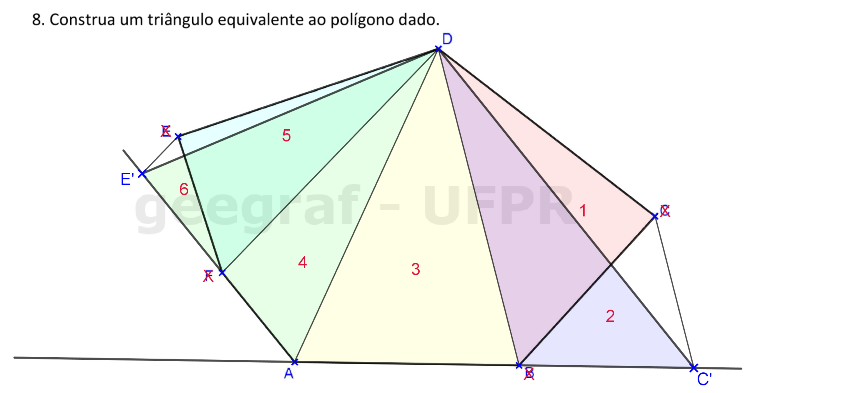 8. Construa um triângulo equivalente ao polígono dado.
D
E
5
E'
6
geegraf - UFPR
1
C
F
4
3
2
A
B
C'